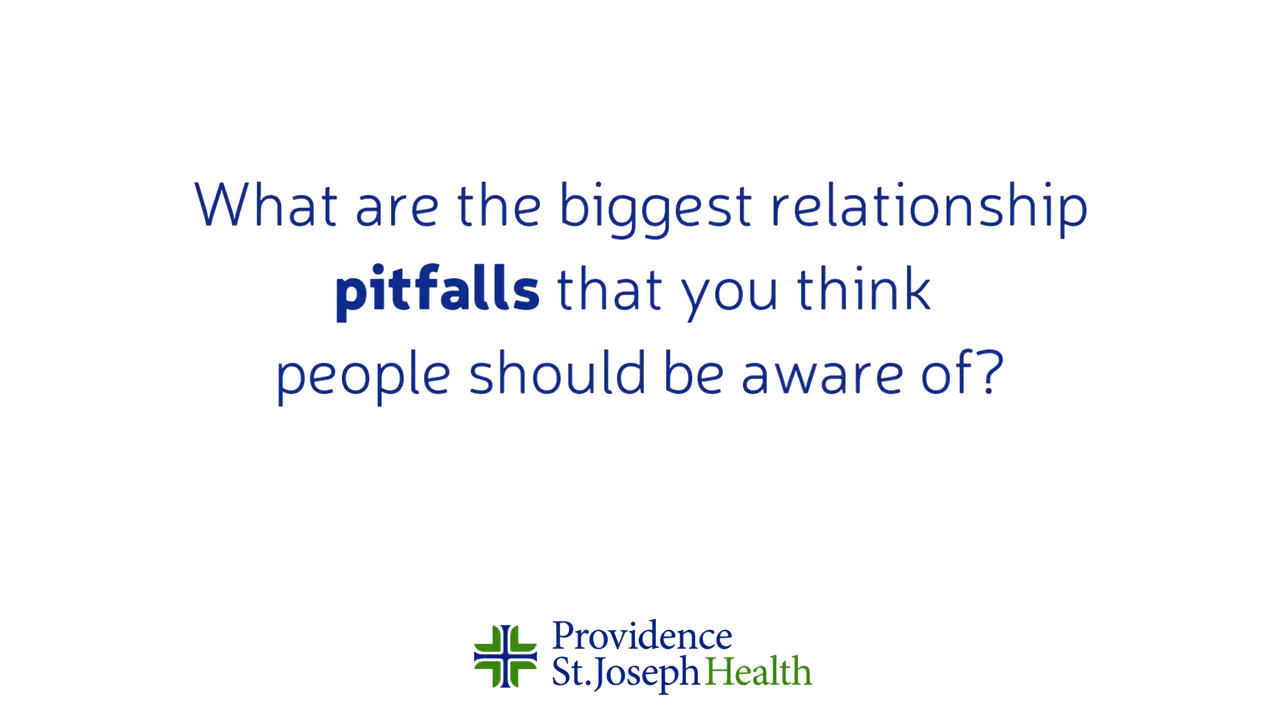 What are the biggest relationship
pitfalls that you think
people should be aware of?
Providence
St.Joseph Health